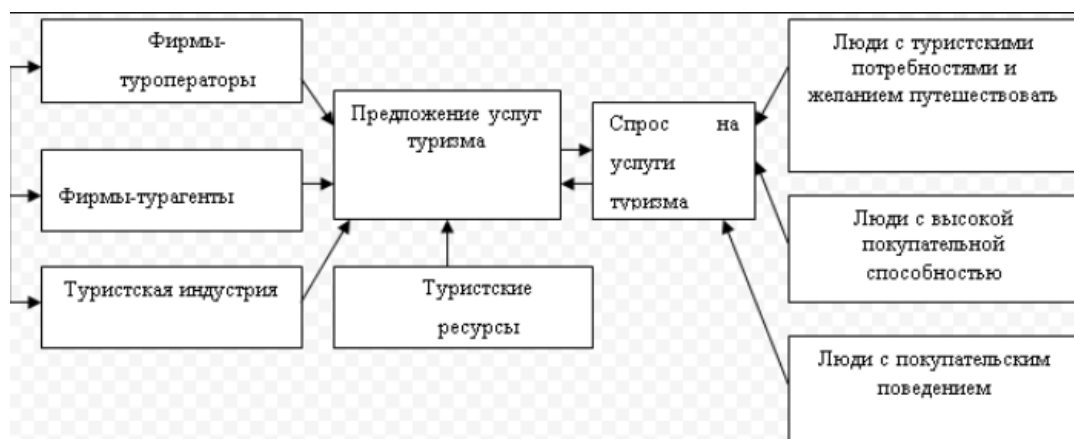 Фирмы-
туроператоры
Фирмы-турагенты
Туристская индустрия
Предложение услуг
туризма
Туристские
ресурсы
Спрос на
услуги
туризма
Люди с туристскими
потребностями и
желанием путешествовать
Люди с высокой
покупательной
способностью
Люди с покупательским
поведением